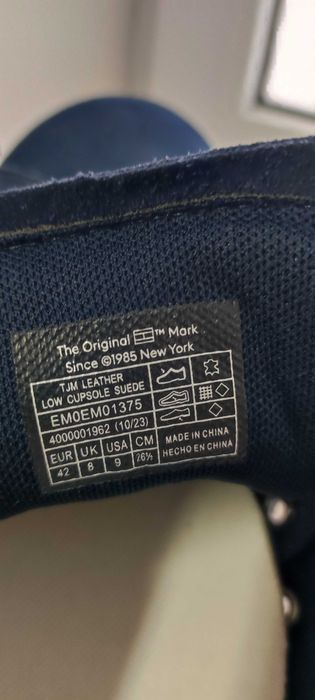 The Original ™ Mark
Since ©1985 New York
TJM LEATHER
LOW CUPSOLE SUEDE
EM0EM01375
4000001962 (10/23)
EUR UK USA CM
42 8 9 26½
MADE IN CHINA
HECHO EN CHINA